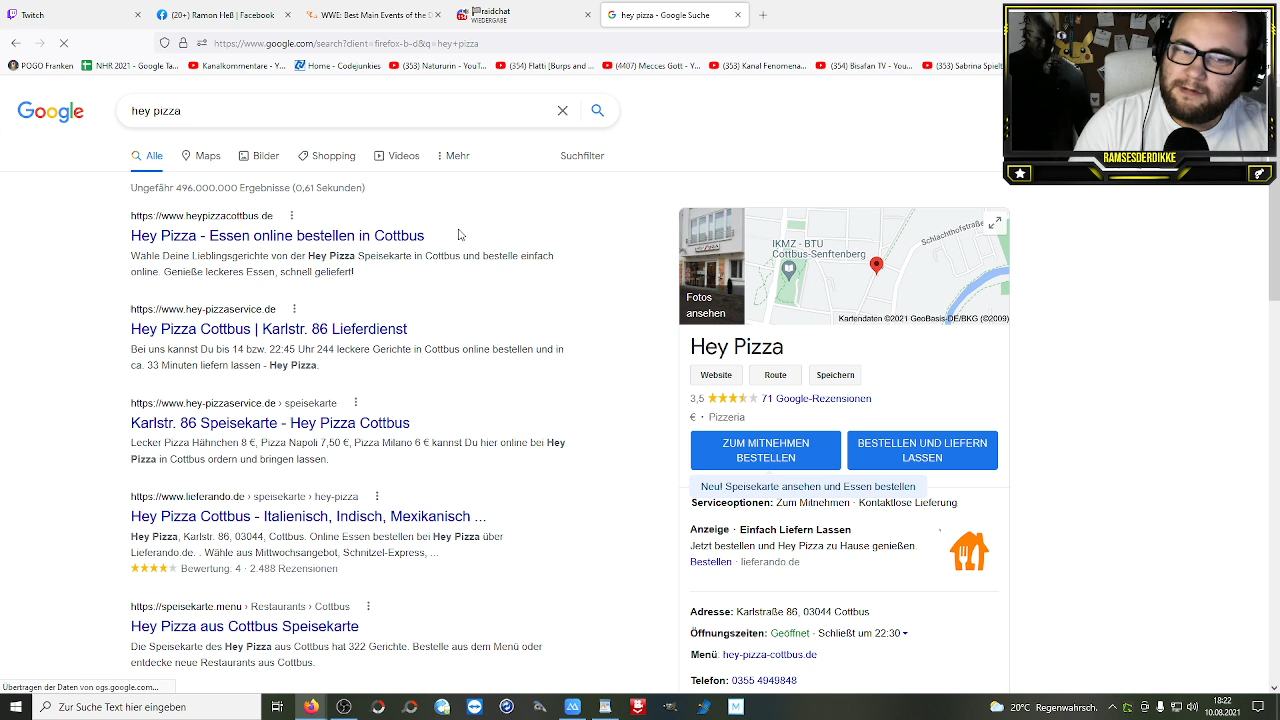 Twitch
(20+) Ramon Heß | Facebook
WWE: Best Money Events of the
raidchat
WIEDERGABE
hey pizza - Google Suche
https://www.google.com/search?client=firefox-b-d&q=hey+pizza
POGO Franken
NHR 2021 - Google Ta...
Kanalkommentare - Y...
Home - Codejunkies
(353) Natururin - YouT...
(354) Flatti [Burps and ...
(4407) Mecces Gott - Y...
(353) Kanal Fenomena...
(354) Bisafan TV - You...
(353) Sabrina Spielt
Google
hey pizza
Alle
Maps
Bilder
Shopping
Videos
Mehr
Suchfilter
Ungefähr 496.000.000 Ergebnisse (0,61 Sekunden)
https://www.heypizzacottbus.de
Hey Pizza - Essen online bestellen in Cottbus
Wähle Deine Lieblingsgerichte von der Hey Pizza Speisekarte in Cottbus und bestelle einfach
online. Genieße leckeres Essen, schnell geliefert!
https://www.hey-pizzaservice.de
Hey Pizza Cottbus | Karlstr. 86 Lieferdienst
Bei uns kannst Du bis 14 bzw. 22:45 Uhr 244 leckere Gerichte in Cottbus online bestellen und in
ca. 33 Minuten liefern lassen - Hey Pizza.
https://www.hey-pizzaservice.de › speisekarte
Karlstr. 86 Speisekarte - Hey Pizza Cottbus
Lecker Pizza Hähnchen 8 €, Pizza Napoli 7,50 €, Pizza Milano 6 € kannst Du hier online bei Hey
Pizza in Cottbus ordern und bringen lassen.
https://www.lieferando.de › speisekarte › hey-pizza
Hey Pizza Cottbus - Italienisch, Indisch, Mexikanisch ...
Hey Pizza, Karlstr. 86, 03044, Cottbus. Online Essen bestellen bei Hey Pizza über
Lieferando.de. . Wähle aus Mittwochsangebot, Schnitzel-Express, ...
Bewertung: 4 · 2.488 Rezensionen
https://speisekarte.menu › Restaurants › Cottbus
Hey Pizza aus Cottbus Speisekarte
Die Speisekarte des Hey Pizza aus Cottbus hat 322 Gerichte. Bestelle aus dem Menü oder
entdecke neue Restaurants aus Cottbus.
Übertragen der Daten von ogs.google.com...
RAMSESDERDIKKE
Fotos
ansehen
IKMZ - BTU
Cottbus-Senftenberg
Schlachthofstraße
Kartendaten ©2021 GeoBasis-DE/BKG (©2009)
Hey Pizza
Website
Route
Speichern
3,5
71 Google-Rezensionen
€ · Pizzeria
ZUM MITNEHMEN
BESTELLEN
BESTELLEN UND LIEFERN
LASSEN
Neu! Speisekarte ansehen und Essen bestellen
Serviceoptionen: Zum Mitnehmen · Kontaktlose Lieferung
Anzeige · Einfach Liefern Lassen
Jetzt bestellen und Hey Pizza zu Hause genießen.
Bestellen · lieferando.de
Adresse: Karlstraße 86, 03044 Cottbus
Öffnungszeiten: Geöffnet · Schließt um 22:30
Menü: hey-pizza-cottbus.de
Telefon: 0355 4949848
Zur Suche Text hier eingeben
20°C Regenwahrsch.
18:22
10.08.2021